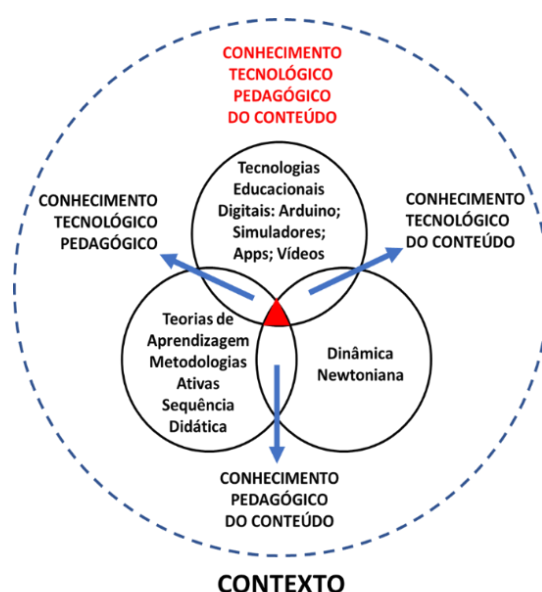 CONHECIMENTO
TECNOLÓGICO
PEDAGÓGICO
DO CONTEÚDO
Tecnologias
Educacionais
Digitais: Arduino;
Simuladores;
Apps; Vídeos
CONHECIMENTO
TECNOLÓGICO
PEDAGÓGICO
CONHECIMENTO
TECNOLÓGICO
DO CONTEÚDO
Teorias de
Aprendizagem
Metodologias
Ativas
Sequência
Didática
Dinâmica
Newtoniana
CONHECIMENTO
PEDAGÓGICO
DO CONTEÚDO
CONTEXTO